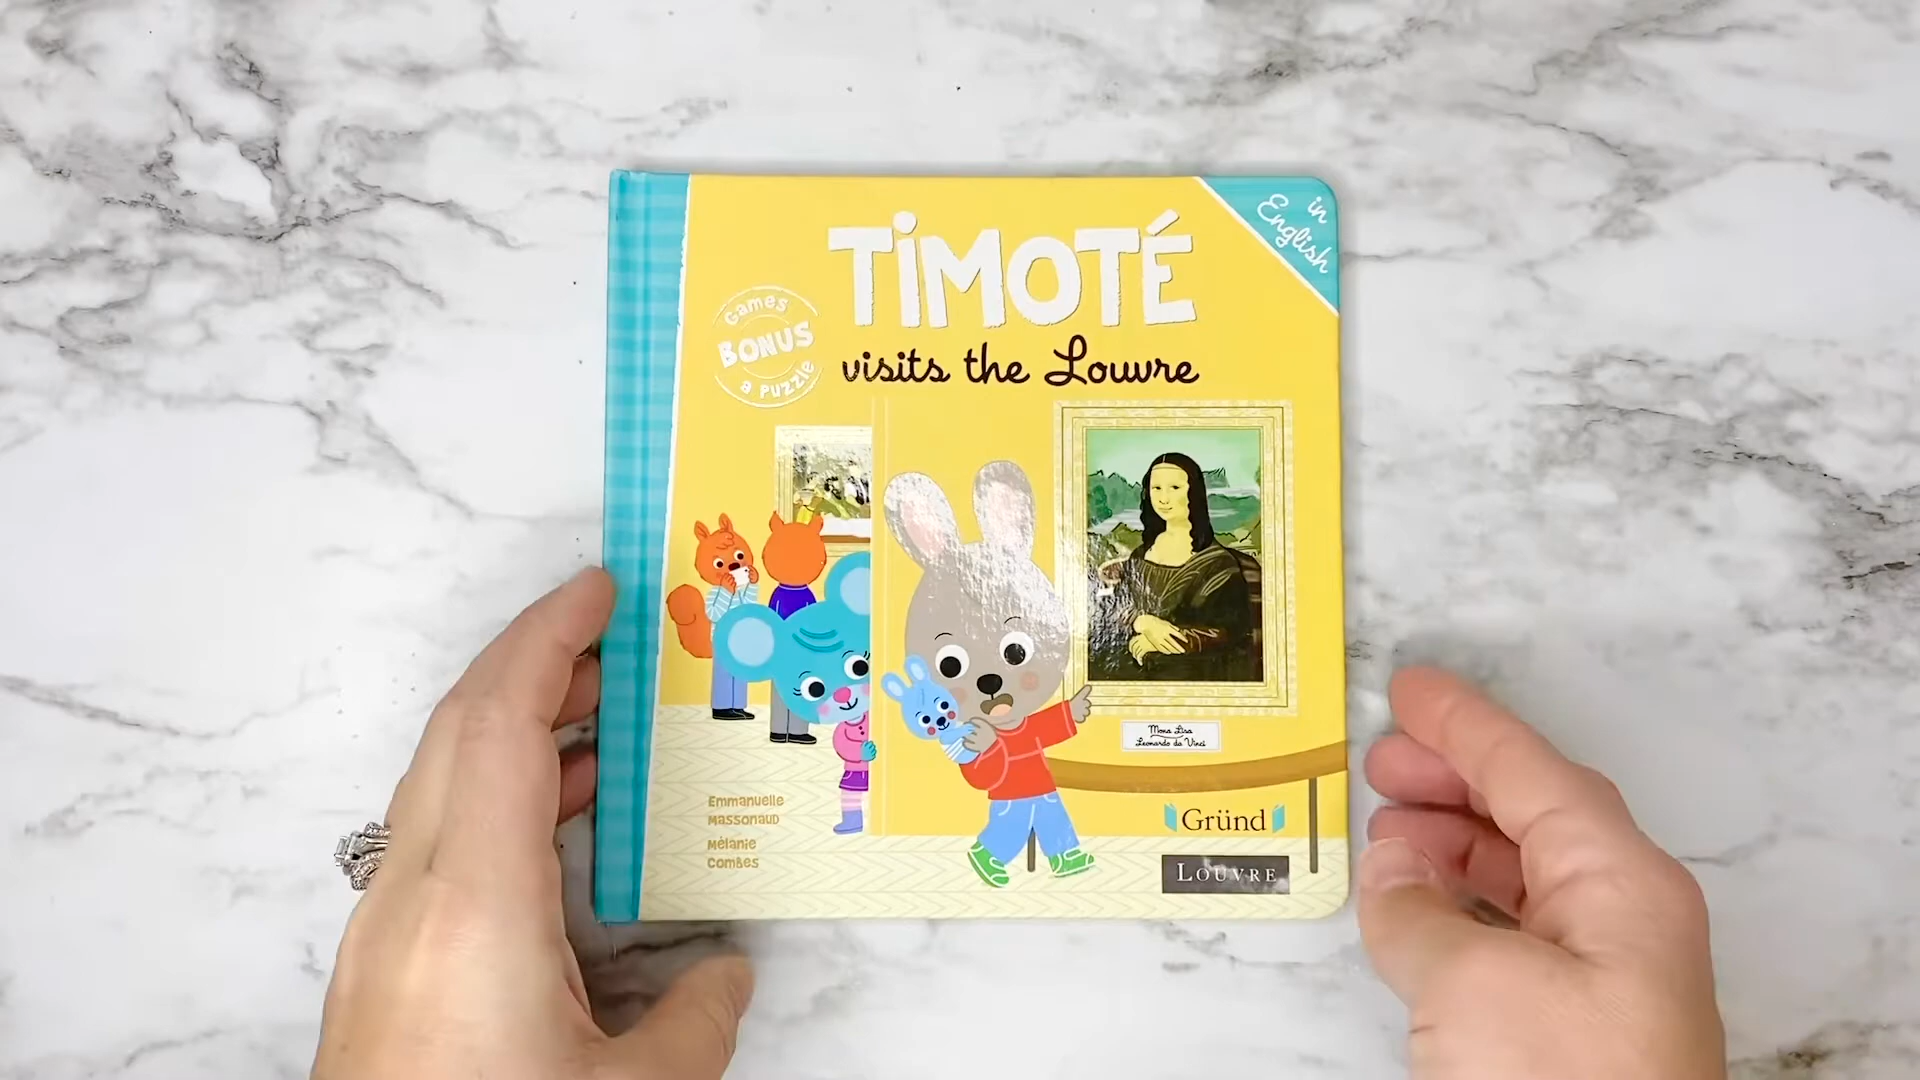 in
English
TiMOTÉ
visits the Louvre
Games
BONUS
a PUZZLE
Mona Lisa
Leonardo da Vinci
Emmanuelle
MASSONAUD
Mélanie
COMBES
Gründ
LOUVRE